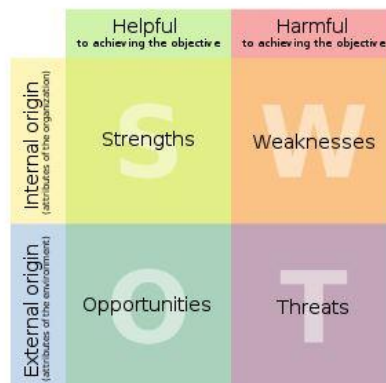 Helpful
to achieving the objective
Harmful
to achieving the objective
Internal origin
(attributes of the organization)
S
Strengths
W
Weaknesses
External origin
(attributes of the environment)
O
Opportunities
T
Threats